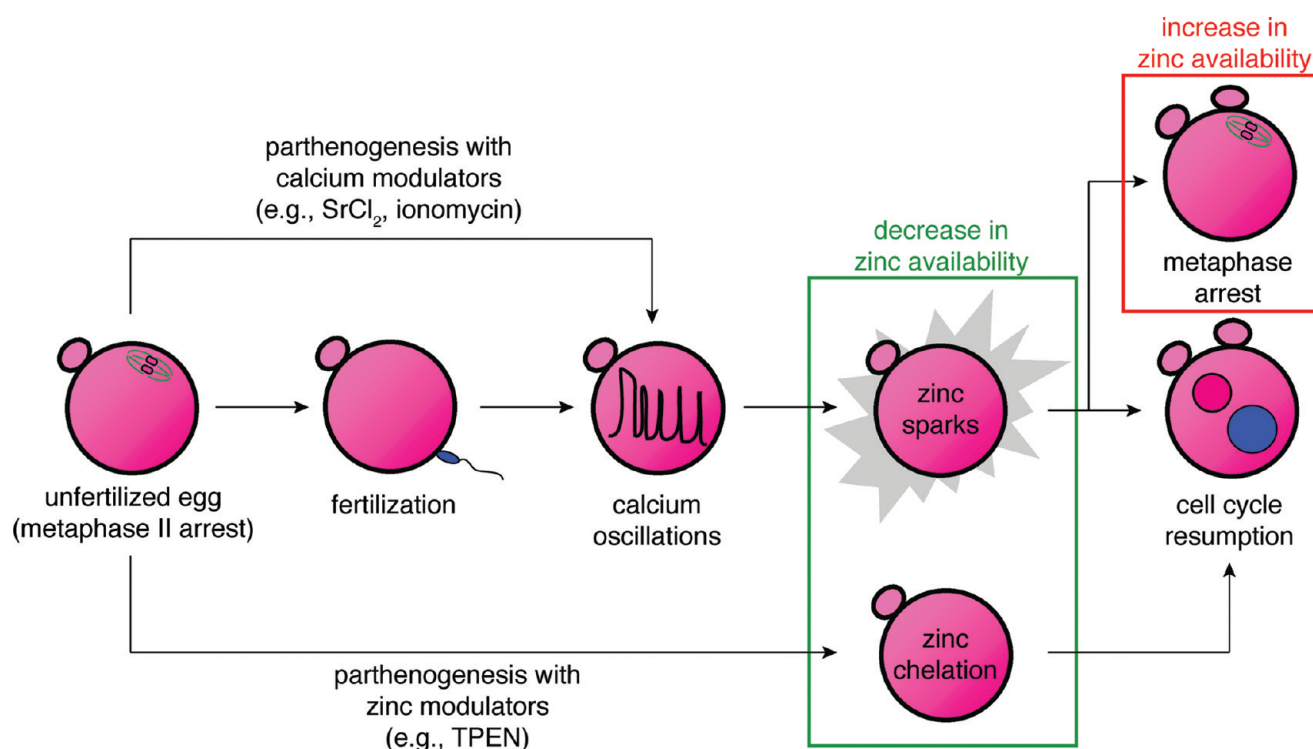 increase in
zinc availability
parthenogenesis with
calcium modulators
(e.g., SrCl₂, ionomycin)
decrease in
zinc availability
metaphase
arrest
zinc
sparks
unfertilized egg
(metaphase II arrest)
fertilization
calcium
oscillations
cell cycle
resumption
zinc
chelation
parthenogenesis with
zinc modulators
(e.g., TPEN)